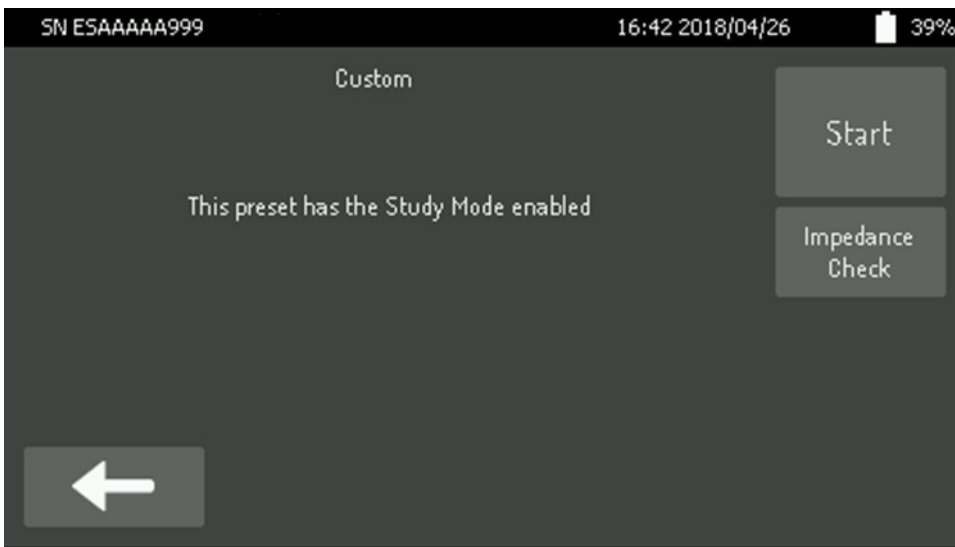 SN ESAAAAA999 16:42 2018/04/26 39%
Custom
Start
This preset has the Study Mode enabled
Impedance
Check